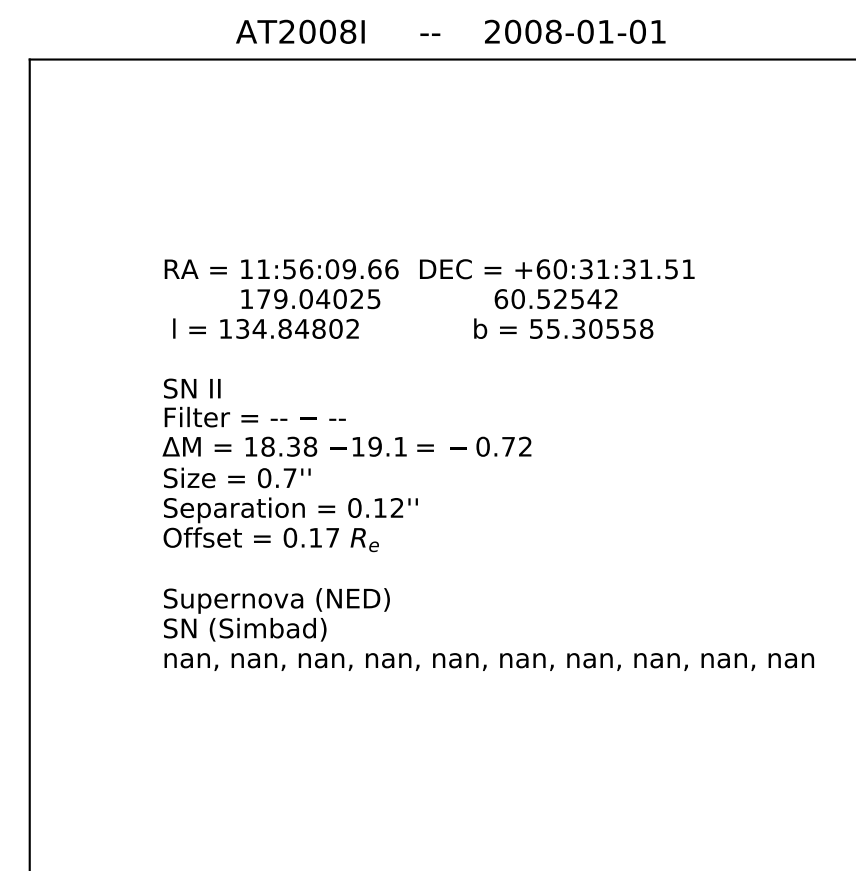 AT2008I -- 2008-01-01
RA = 11:56:09.66 DEC = +60:31:31.51
179.04025 60.52542
l = 134.84802 b = 55.30558
SN II
Filter = -- − --
ΔM = 18.38 −19.1 = − 0.72
Size = 0.7''
Separation = 0.12''
Offset = 0.17 Rₑ
Supernova (NED)
SN (Simbad)
nan, nan, nan, nan, nan, nan, nan, nan, nan, nan